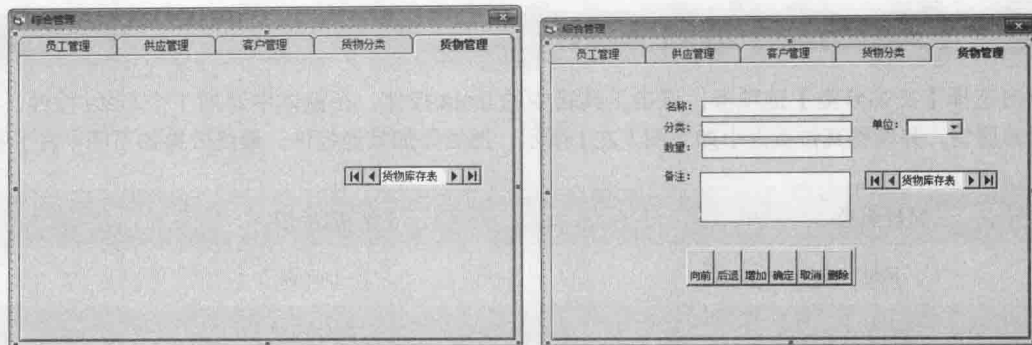 综合管理
员工管理 供应管理 客户管理 货物分类 货物管理
货物库存表
综合管理
员工管理 供应管理 客户管理 货物分类 货物管理
名称:
分类: 单位:
数量:
备注: 货物库存表
向前 后退 增加 确定 取消 删除